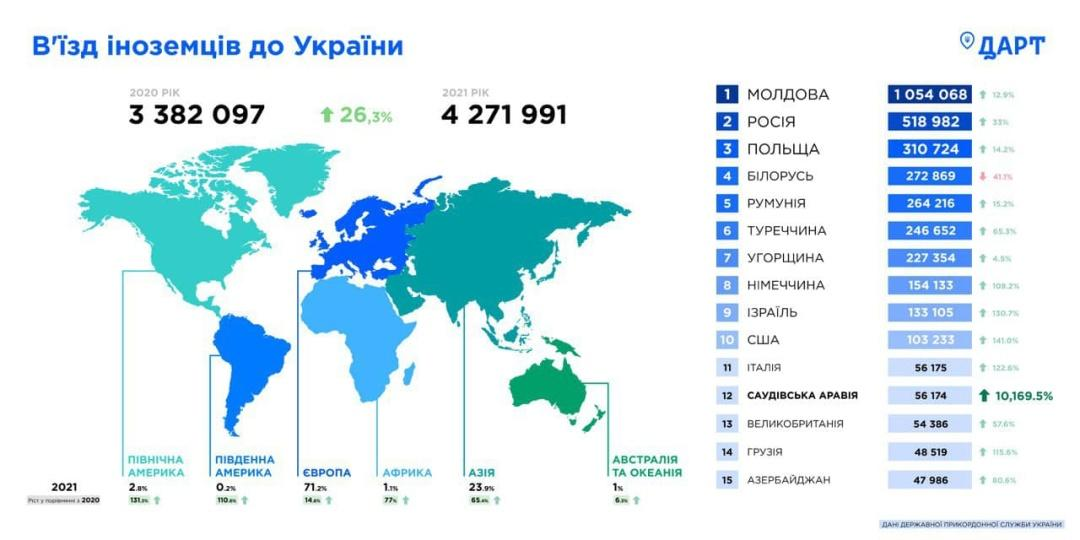 В'їзд іноземців до України
ДАРТ
2020 РІК
3 382 097
26,3%
2021 РІК
4 271 991
1 МОЛДОВА 1 054 068 12.9%
2 РОСІЯ 518 982 33%
3 ПОЛЬЩА 310 724 14.2%
4 БІЛОРУСЬ 272 869 41.1%
5 РУМУНІЯ 264 216 15.2%
6 ТУРЕЧЧИНА 246 652 65.3%
7 УГОРЩИНА 227 354 4.5%
8 НІМЕЧЧИНА 154 133 109.2%
9 ІЗРАЇЛЬ 133 105 130.7%
10 США 103 233 141.0%
11 ІТАЛІЯ 56 175 122.6%
12 САУДІВСЬКА АРАВІЯ 56 174 10,169.5%
13 ВЕЛИКОБРИТАНІЯ 54 386 57.6%
14 ГРУЗІЯ 48 519 115.6%
15 АЗЕРБАЙДЖАН 47 986 80.6%
ПІВНІЧНА
АМЕРИКА
ПІВДЕННА
АМЕРИКА
ЄВРОПА
АФРИКА
АЗІЯ
АВСТРАЛІЯ
ТА ОКЕАНІЯ
2021 2.8% 0.2% 71.2% 1.1% 23.9% 1%
Ріст у порівнянні з 2020 131.3% 110.8% 14.6% 77% 65.4% 6.3%
ДАНІ ДЕРЖАВНОЇ ПРИКОРДОННОЇ СЛУЖБИ УКРАЇНИ